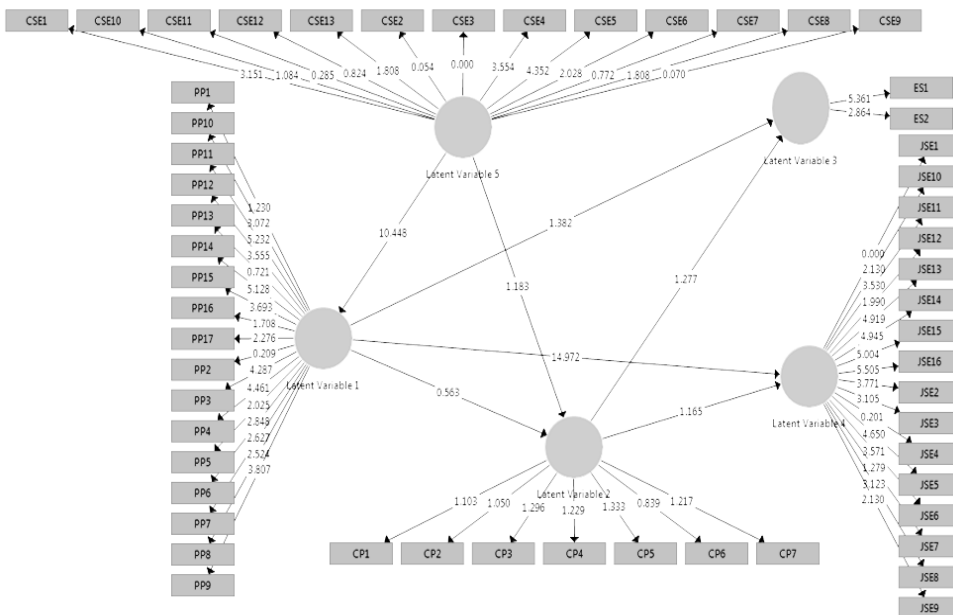 CSE1 CSE10 CSE11 CSE12 CSE13 CSE2 CSE3 CSE4 CSE5 CSE6 CSE7 CSE8 CSE9
3.151 1.084 0.285 0.824 1.808 0.054 0.000 3.554 4.352 2.028 0.772 1.808 0.070
Latent Variable 5
PP1
PP10
PP11
PP12
PP13
PP14
PP15
PP16
PP17
PP2
PP3
PP4
PP5
PP6
PP7
PP8
PP9
1.230
3.072
5.232
3.555
0.721
5.128
3.693
1.708
2.276
0.209
4.287
4.461
2.025
2.848
2.627
2.524
3.807
Latent Variable 1
10.448
1.382
1.183
1.277
14.972
0.563
1.165
Latent Variable 3
5.361
2.864
ES1
ES2
Latent Variable 4
0.000
2.130
3.530
1.990
4.919
4.945
5.004
5.505
3.771
3.105
0.201
4.650
3.571
1.279
3.123
2.130
JSE1
JSE10
JSE11
JSE12
JSE13
JSE14
JSE15
JSE16
JSE2
JSE3
JSE4
JSE5
JSE6
JSE7
JSE8
JSE9
Latent Variable 2
1.103 1.050 1.296 1.229 1.333 0.839 1.217
CP1 CP2 CP3 CP4 CP5 CP6 CP7